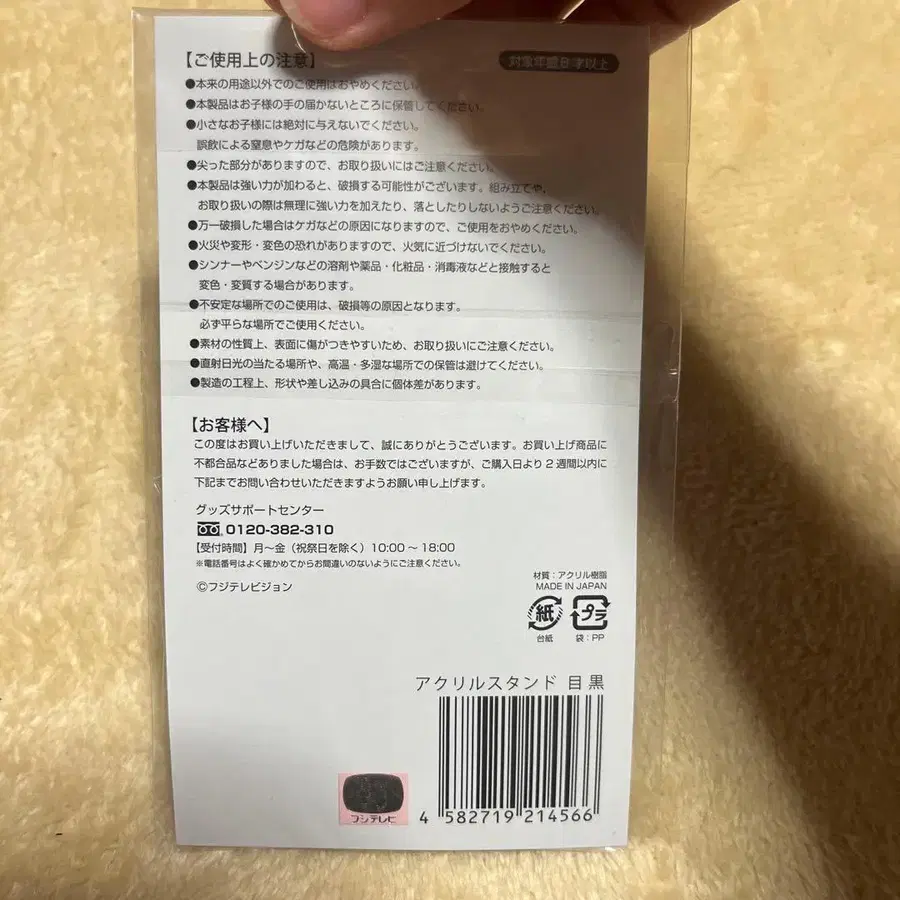 【ご使用上の注意】
対象年齢8才以上
●本来の用途以外でのご使用はおやめください。
●本製品はお子様の手の届かないところに保管してください。
●小さなお子様には絶対に与えないでください。
誤飲による窒息やケガなどの危険があります。
●尖った部分がありますので、お取り扱いにはご注意ください。
●本製品は強い力が加わると、破損する可能性がございます。組み立てや、
お取り扱いの際は無理に強い力を加えたり、落としたりしないようご注意ください。
●万一破損した場合はケガなどの原因になりますので、ご使用をおやめください。
●火災や変形・変色の恐れがありますので、火気に近づけないでください。
●シンナーやベンジンなどの溶剤や薬品・化粧品・消毒液などと接触すると
変色・変質する場合があります。
●不安定な場所でのご使用は、破損等の原因となります。
必ず平らな場所でご使用ください。
●素材の性質上、表面に傷がつきやすいため、お取り扱いにご注意ください。
●直射日光の当たる場所や、高温・多湿な場所での保管は避けてください。
●製造の工程上、形状や差し込みの具合に個体差があります。
【お客様へ】
この度はお買い上げいただきまして、誠にありがとうございます。お買い上げ商品に
不都合品などありました場合は、お手数ではございますが、ご購入日より2週間以内に
下記までお問い合わせいただきますようお願い申し上げます。
グッズサポートセンター
0120-382-310
【受付時間】月～金（祝祭日を除く）10:00～18:00
※電話番号はよく確かめてからお間違いのないようにご注意ください。
©フジテレビジョン
材質：アクリル樹脂
MADE IN JAPAN
紙 プラ
台紙 袋：PP
アクリルスタンド 目黒
フジテレビ
4 582719 214566